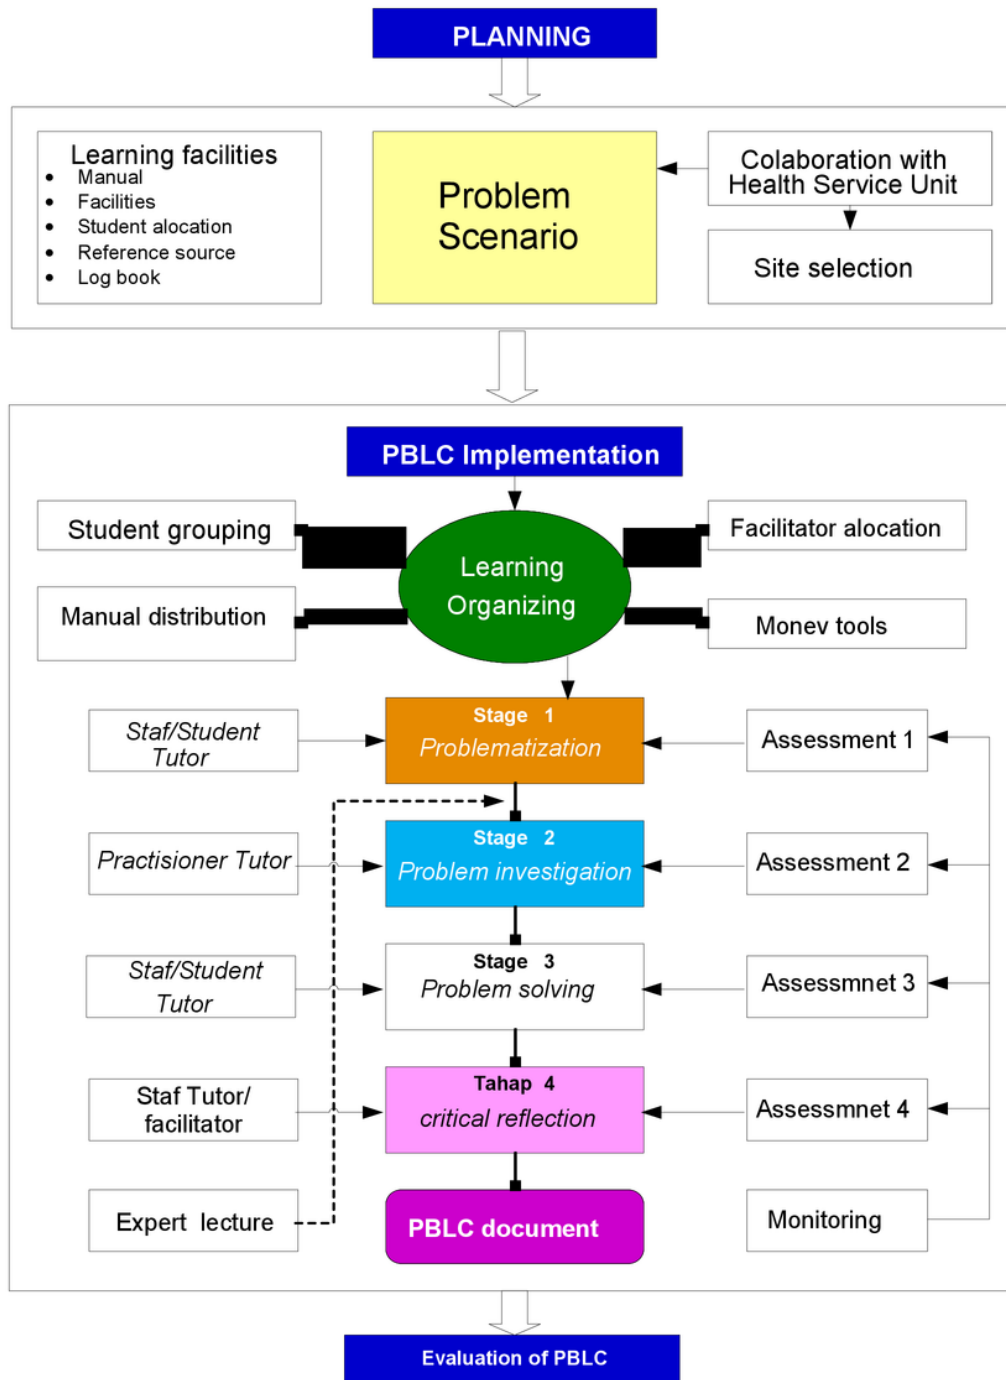 PLANNING
Learning facilities
• Manual
• Facilities
• Student alocation
• Reference source
• Log book
Problem
Scenario
Colaboration with
Health Service Unit
Site selection
PBLC Implementation
Student grouping
Manual distribution
Learning
Organizing
Facilitator alocation
Monev tools
Staf/Student
Tutor
Stage 1
Problematization
Assessment 1
Practisioner Tutor
Stage 2
Problem investigation
Assessment 2
Staf/Student
Tutor
Stage 3
Problem solving
Assessmnet 3
Staf Tutor/
facilitator
Tahap 4
critical reflection
Assessmnet 4
Expert lecture
PBLC document
Monitoring
Evaluation of PBLC